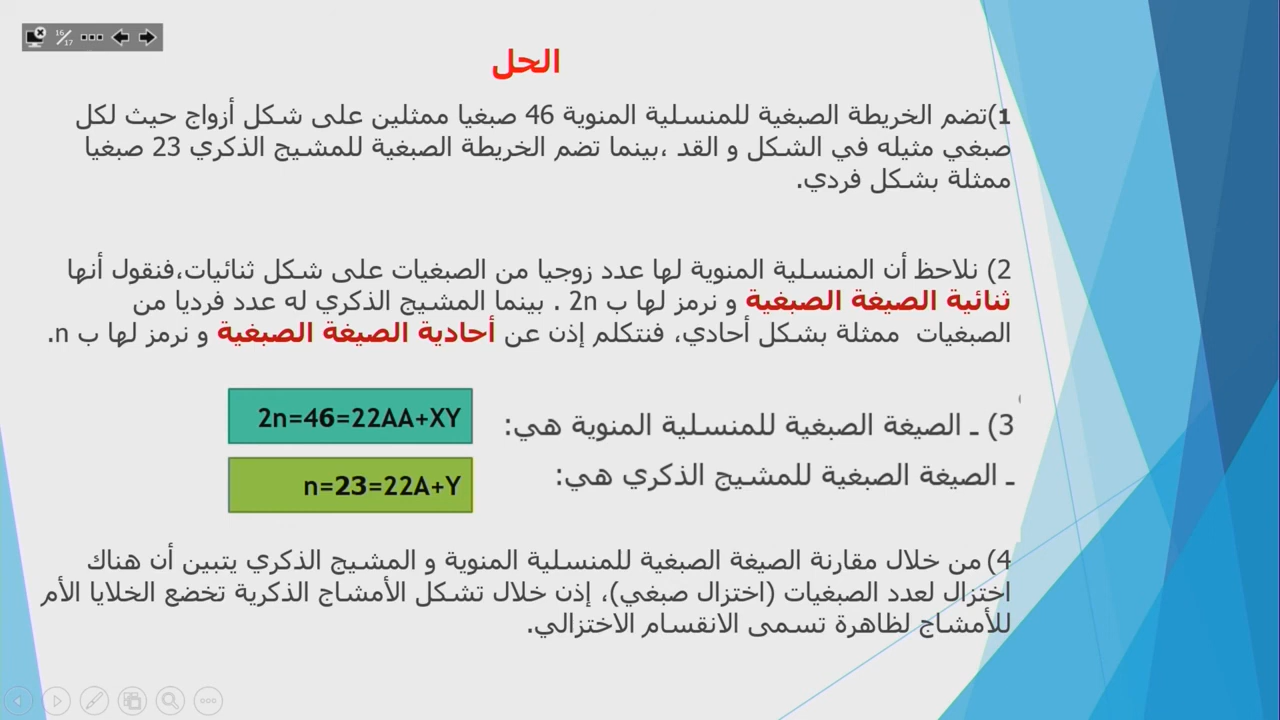 16/17
الحل
1)تضم الخريطة الصبغية للمنسلية المنوية 46 صبغيا ممثلين على شكل أزواج حيث لكل
صبغي مثيله في الشكل و القد ،بينما تضم الخريطة الصبغية للمشيج الذكري 23 صبغيا
ممثلة بشكل فردي.
2) نلاحظ أن المنسلية المنوية لها عدد زوجيا من الصبغيات على شكل ثنائيات،فنقول أنها
ثنائية الصيغة الصبغية و نرمز لها ب 2n . بينما المشيج الذكري له عدد فرديا من
الصبغيات ممثلة بشكل أحادي، فنتكلم إذن عن أحادية الصيغة الصبغية و نرمز لها ب n.
3) ـ الصيغة الصبغية للمنسلية المنوية هي:
2n=46=22AA+XY
ـ الصيغة الصبغية للمشيج الذكري هي:
n=23=22A+Y
4) من خلال مقارنة الصيغة الصبغية للمنسلية المنوية و المشيج الذكري يتبين أن هناك
اختزال لعدد الصبغيات (اختزال صبغي)، إذن خلال تشكل الأمشاج الذكرية تخضع الخلايا الأم
للأمشاج لظاهرة تسمى الانقسام الاختزالي.